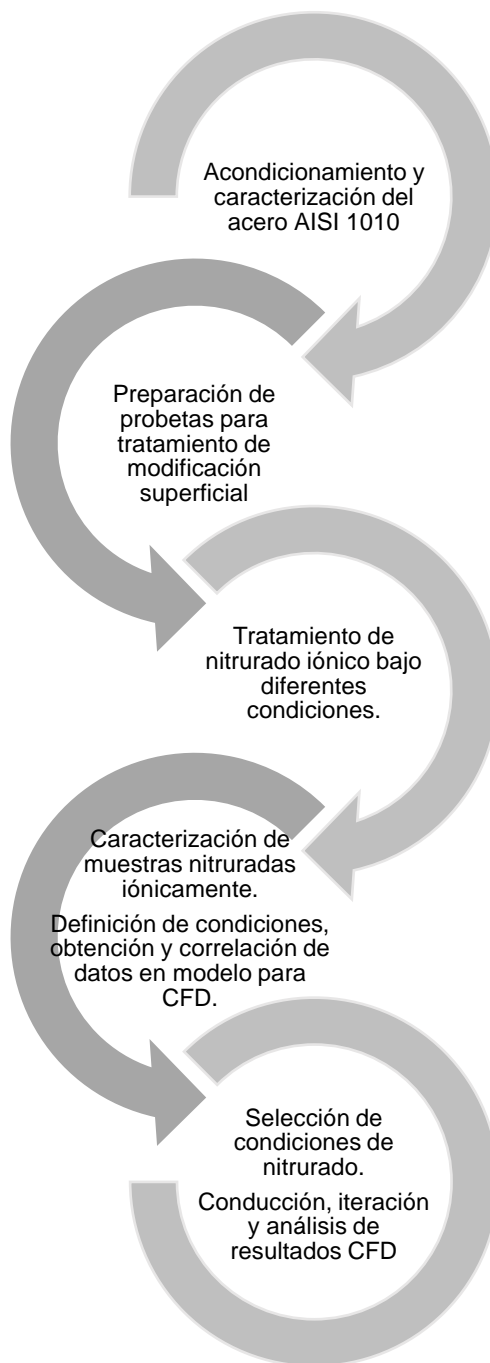 Acondicionamiento y
caracterización del
acero AISI 1010
Preparación de
probetas para
tratamiento de
modificación
superficial
Tratamiento de
nitrurado iónico bajo
diferentes
condiciones.
Caracterización de
muestras nitruradas
iónicamente.
Definición de condiciones,
obtención y correlación de
datos en modelo para
CFD.
Selección de
condiciones de
nitrurado.
Conducción, iteración
y análisis de
resultados CFD